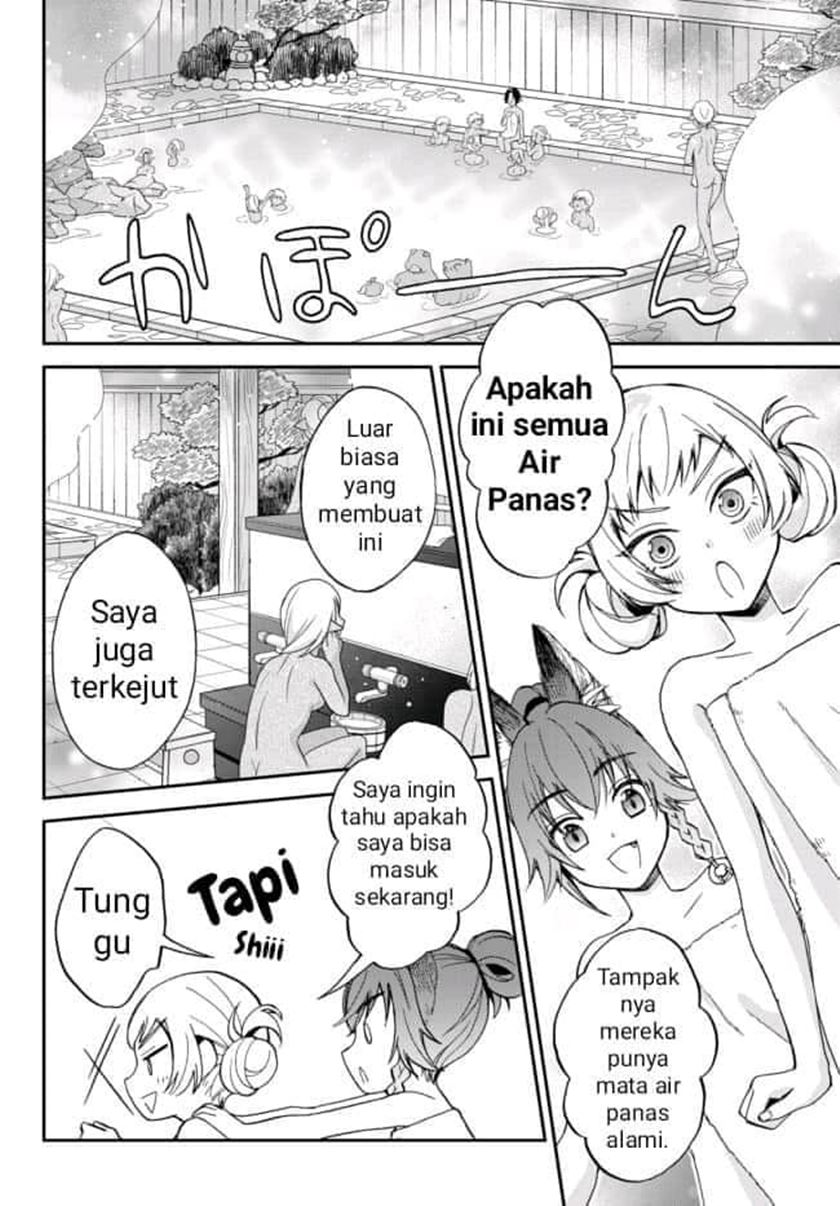 かぽーん
Apakah
ini semua
Air
Panas?
Luar
biasa
yang
membuat
ini
Saya
juga
terkejut
Tampak
nya
mereka
punya
mata air
panas
alami.
Saya ingin
tahu apakah
saya bisa
masuk
sekarang!
Tapi
Shiii
Tung
gu